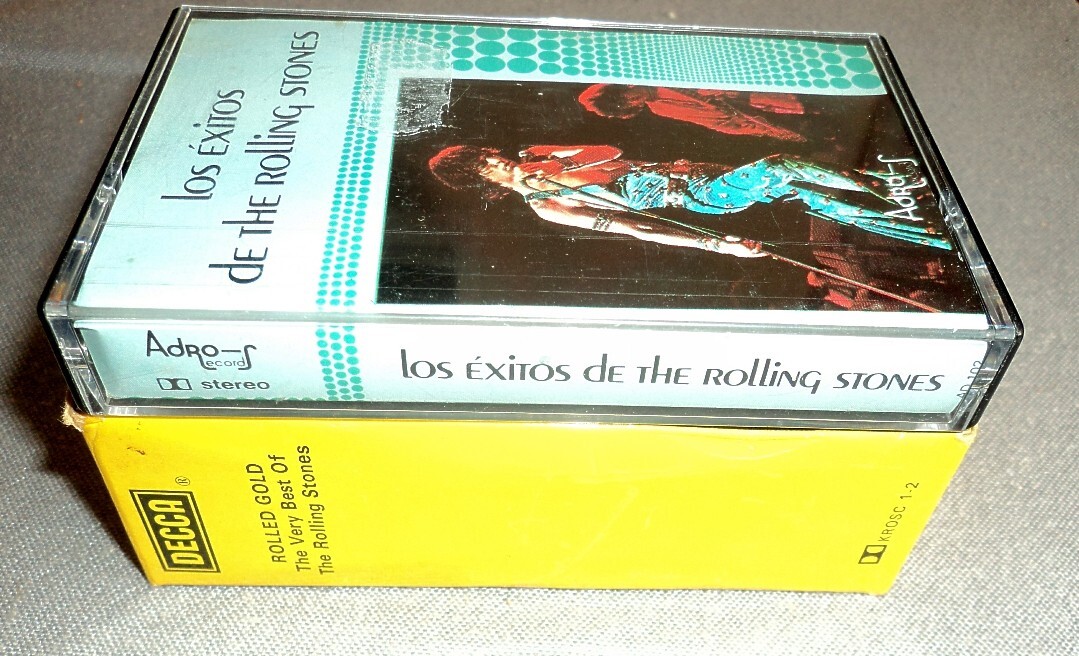 los éxitos
de the rolling stones
Adro-s
Adro-s
Records
stereo
los éxitos de the rolling stones
DECCA
®
ROLLED GOLD
The Very Best Of
The Rolling Stones
KROSC 1-2